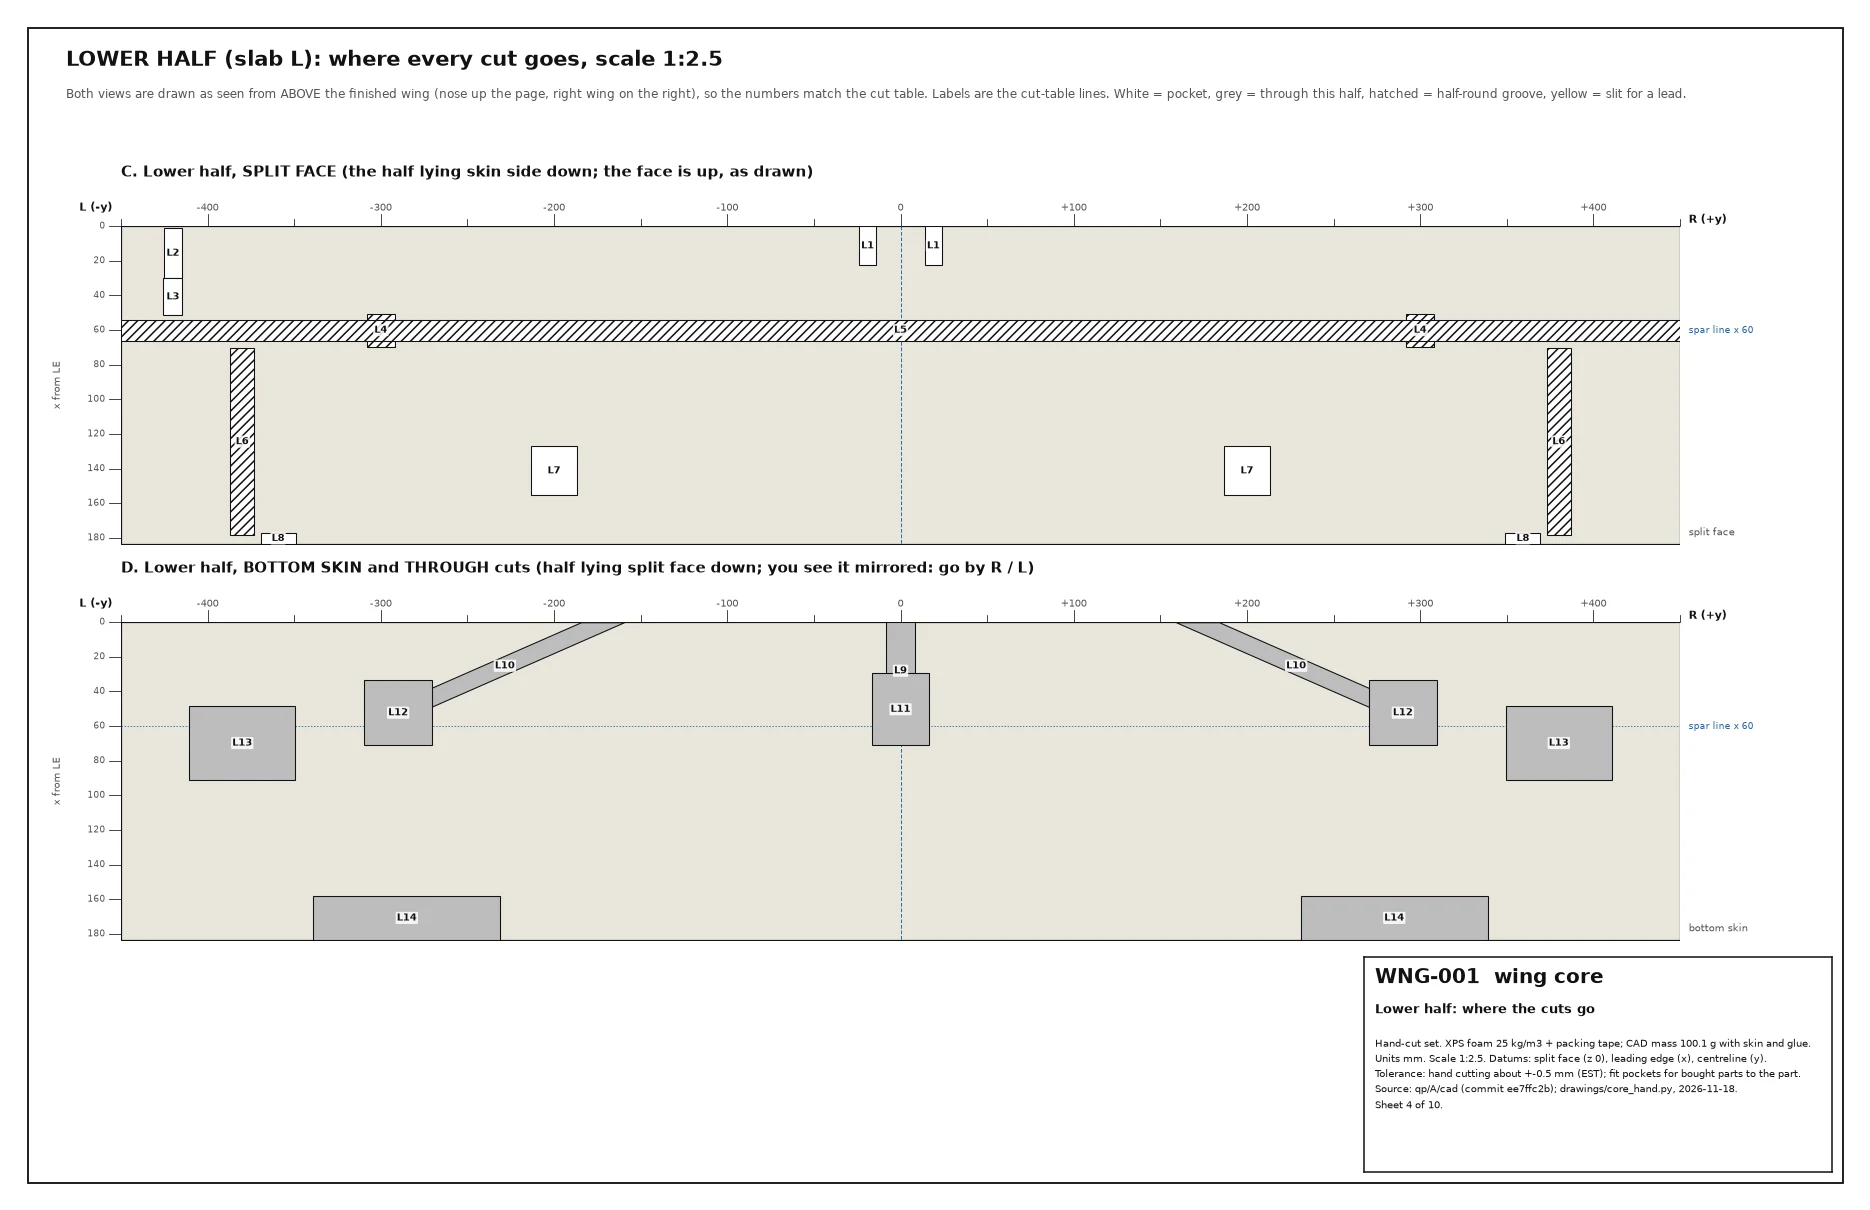 LOWER HALF (slab L): where every cut goes, scale 1:2.5
Both views are drawn as seen from ABOVE the finished wing (nose up the page, right wing on the right), so the numbers match the cut table. Labels are the cut-table lines. White = pocket, grey = through this half, hatched = half-round groove, yellow = slit for a lead.
C. Lower half, SPLIT FACE (the half lying skin side down; the face is up, as drawn)
L (-y) -400 -300 -200 -100 0 +100 +200 +300 +400 R (+y)
0
L2 L1 L1
20
L3
40
60 L4 L5 L4 spar line x 60
80
x from LE
100
120
L6 L6
140 L7 L7
160
180 L8 L8 split face
D. Lower half, BOTTOM SKIN and THROUGH cuts (half lying split face down; you see it mirrored: go by R / L)
L (-y) -400 -300 -200 -100 0 +100 +200 +300 +400 R (+y)
0
20 L10 L9 L10
40
L12 L11 L12
60 spar line x 60
L13 L13
80
x from LE
100
120
140
160
L14 L14
180 bottom skin
WNG-001 wing core
Lower half: where the cuts go
Hand-cut set. XPS foam 25 kg/m3 + packing tape; CAD mass 100.1 g with skin and glue.
Units mm. Scale 1:2.5. Datums: split face (z 0), leading edge (x), centreline (y).
Tolerance: hand cutting about +-0.5 mm (EST); fit pockets for bought parts to the part.
Source: qp/A/cad (commit ee7ffc2b); drawings/core_hand.py, 2026-11-18.
Sheet 4 of 10.